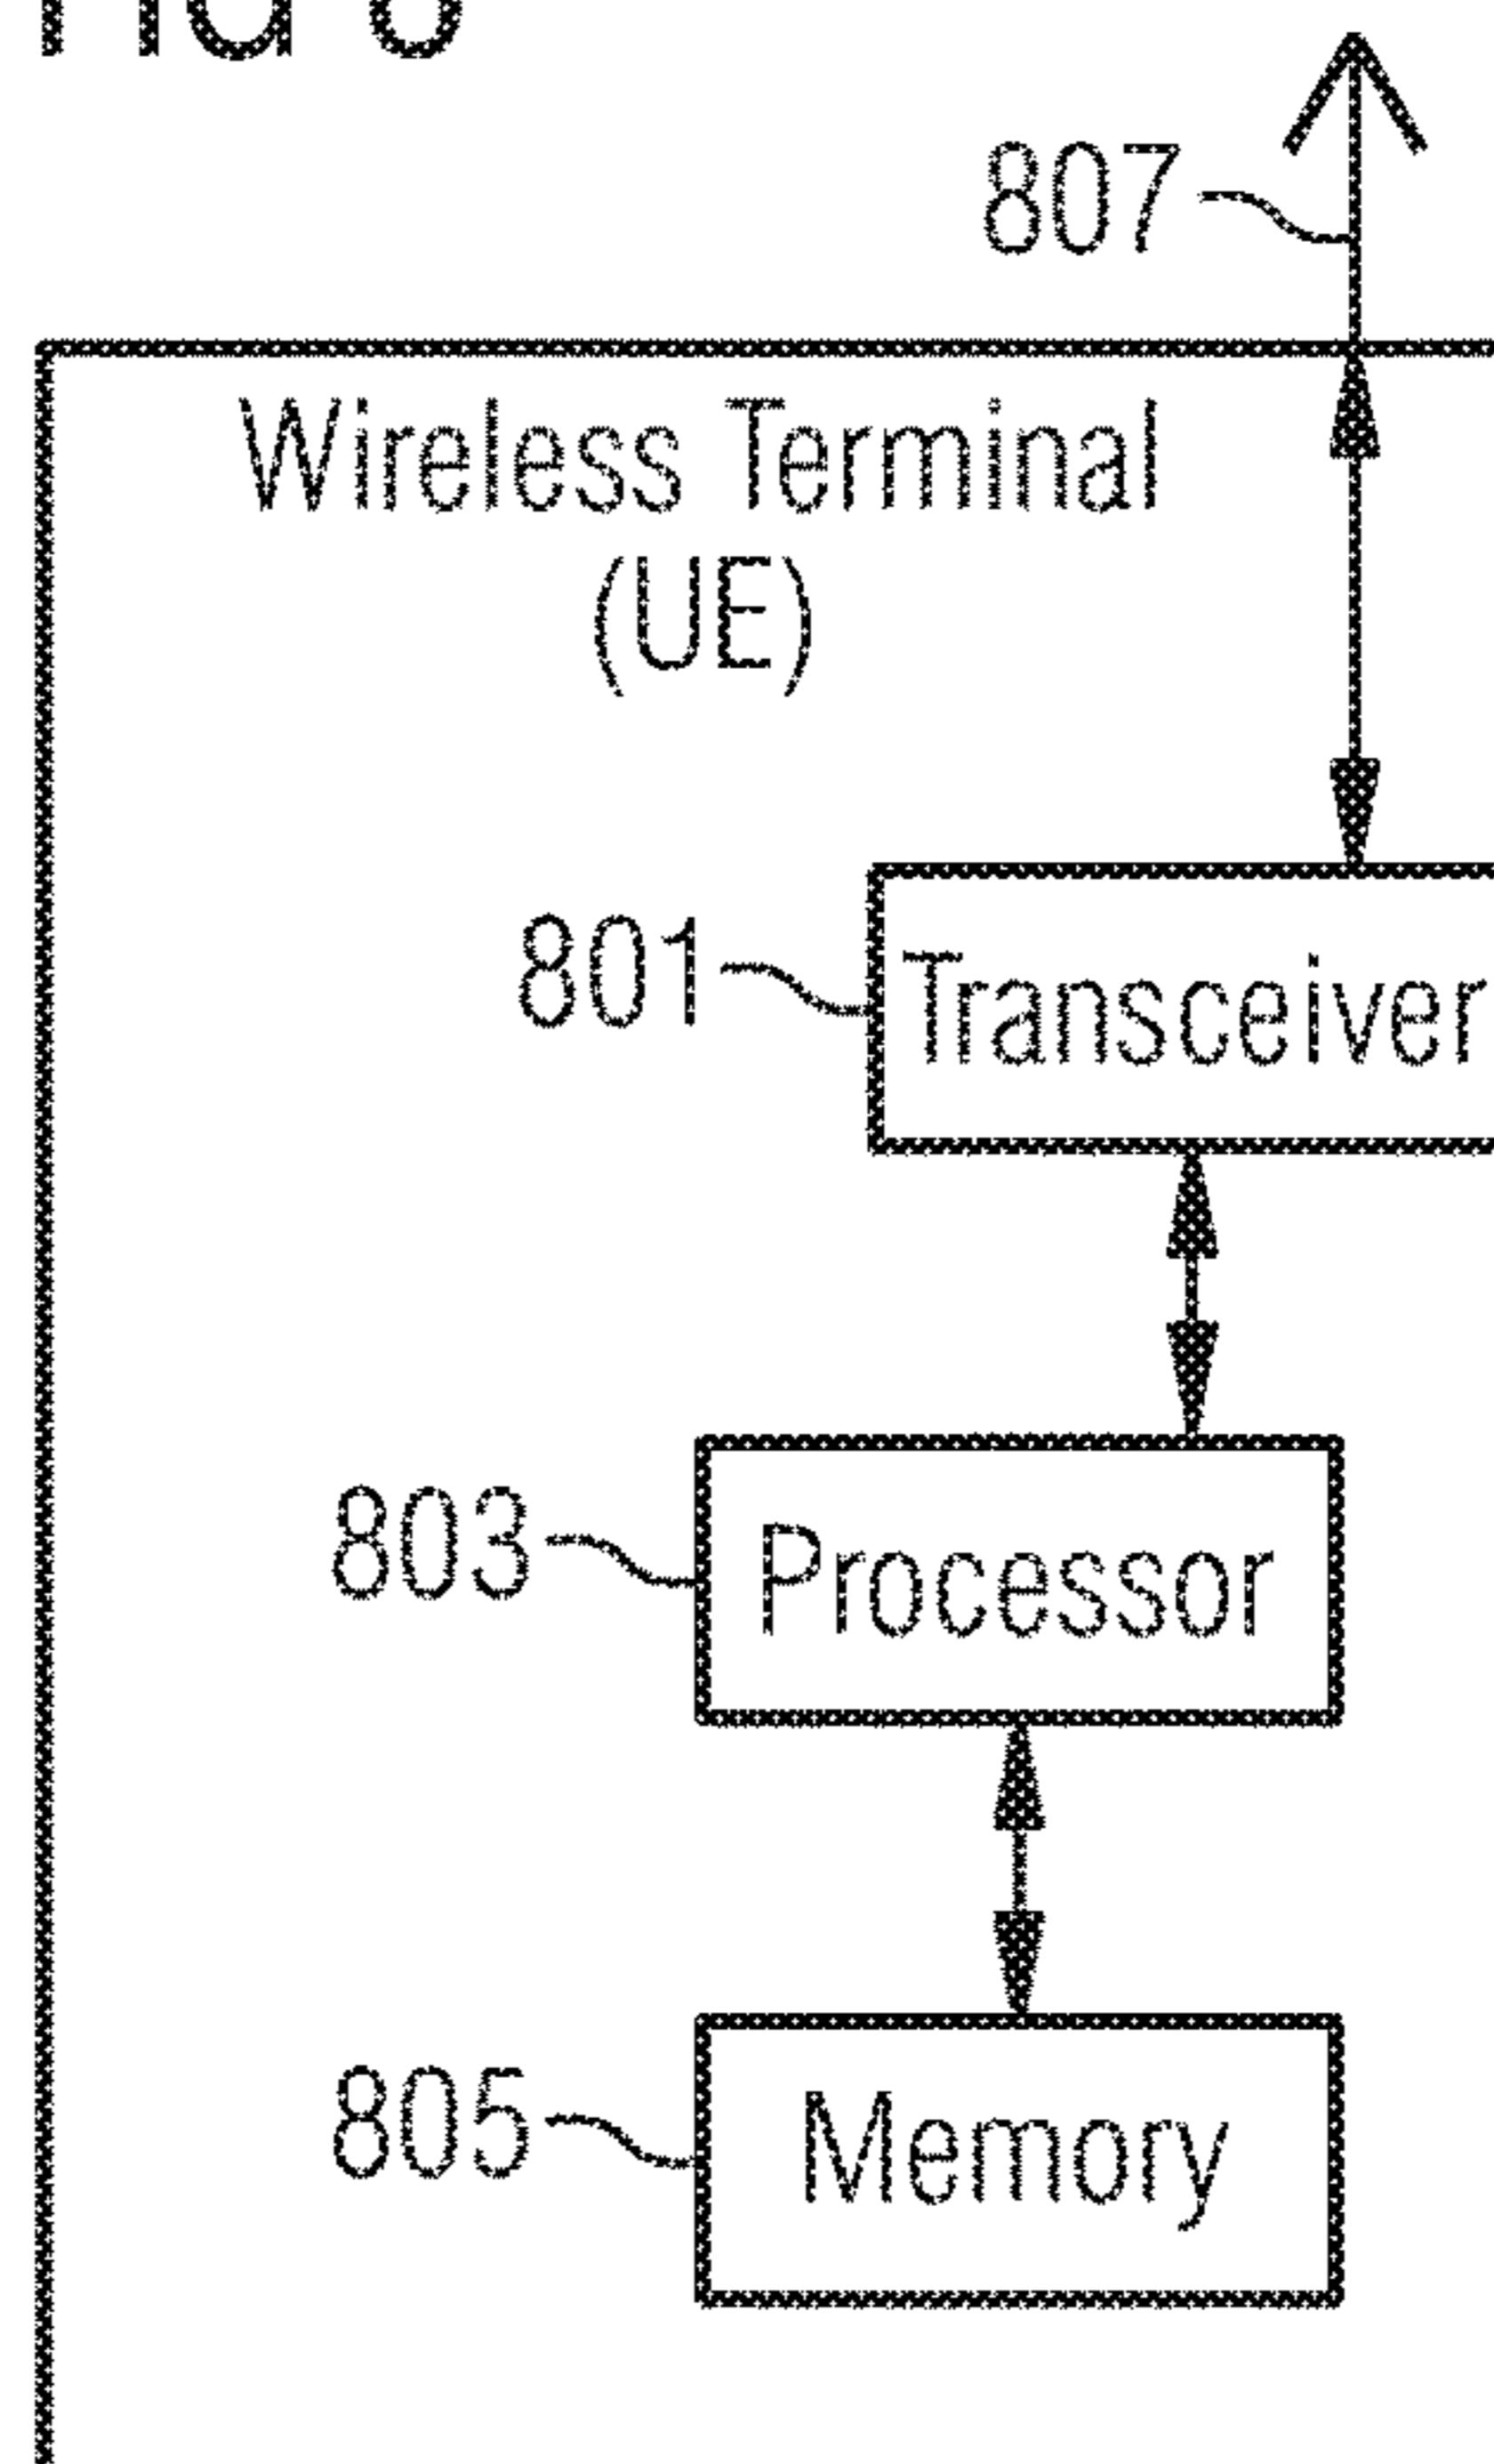 807
Wireless Terminal
(UE)
801
Transceiver
803
Processor
805
Memory